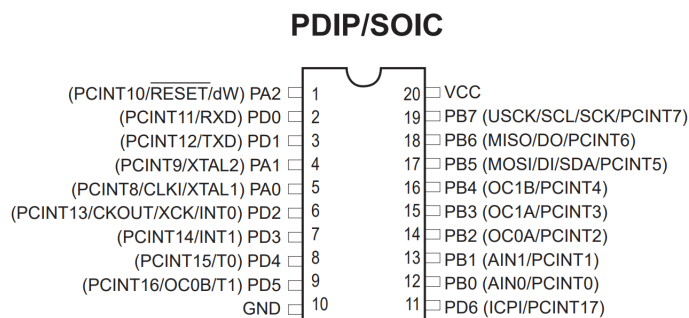 PDIP/SOIC
(PCINT10/RESET/dW) PA2 1 20 VCC
(PCINT11/RXD) PD0 2 19 PB7 (USCK/SCL/SCK/PCINT7)
(PCINT12/TXD) PD1 3 18 PB6 (MISO/DO/PCINT6)
(PCINT9/XTAL2) PA1 4 17 PB5 (MOSI/DI/SDA/PCINT5)
(PCINT8/CLKI/XTAL1) PA0 5 16 PB4 (OC1B/PCINT4)
(PCINT13/CKOUT/XCK/INT0) PD2 6 15 PB3 (OC1A/PCINT3)
(PCINT14/INT1) PD3 7 14 PB2 (OC0A/PCINT2)
(PCINT15/T0) PD4 8 13 PB1 (AIN1/PCINT1)
(PCINT16/OC0B/T1) PD5 9 12 PB0 (AIN0/PCINT0)
GND 10 11 PD6 (ICPI/PCINT17)